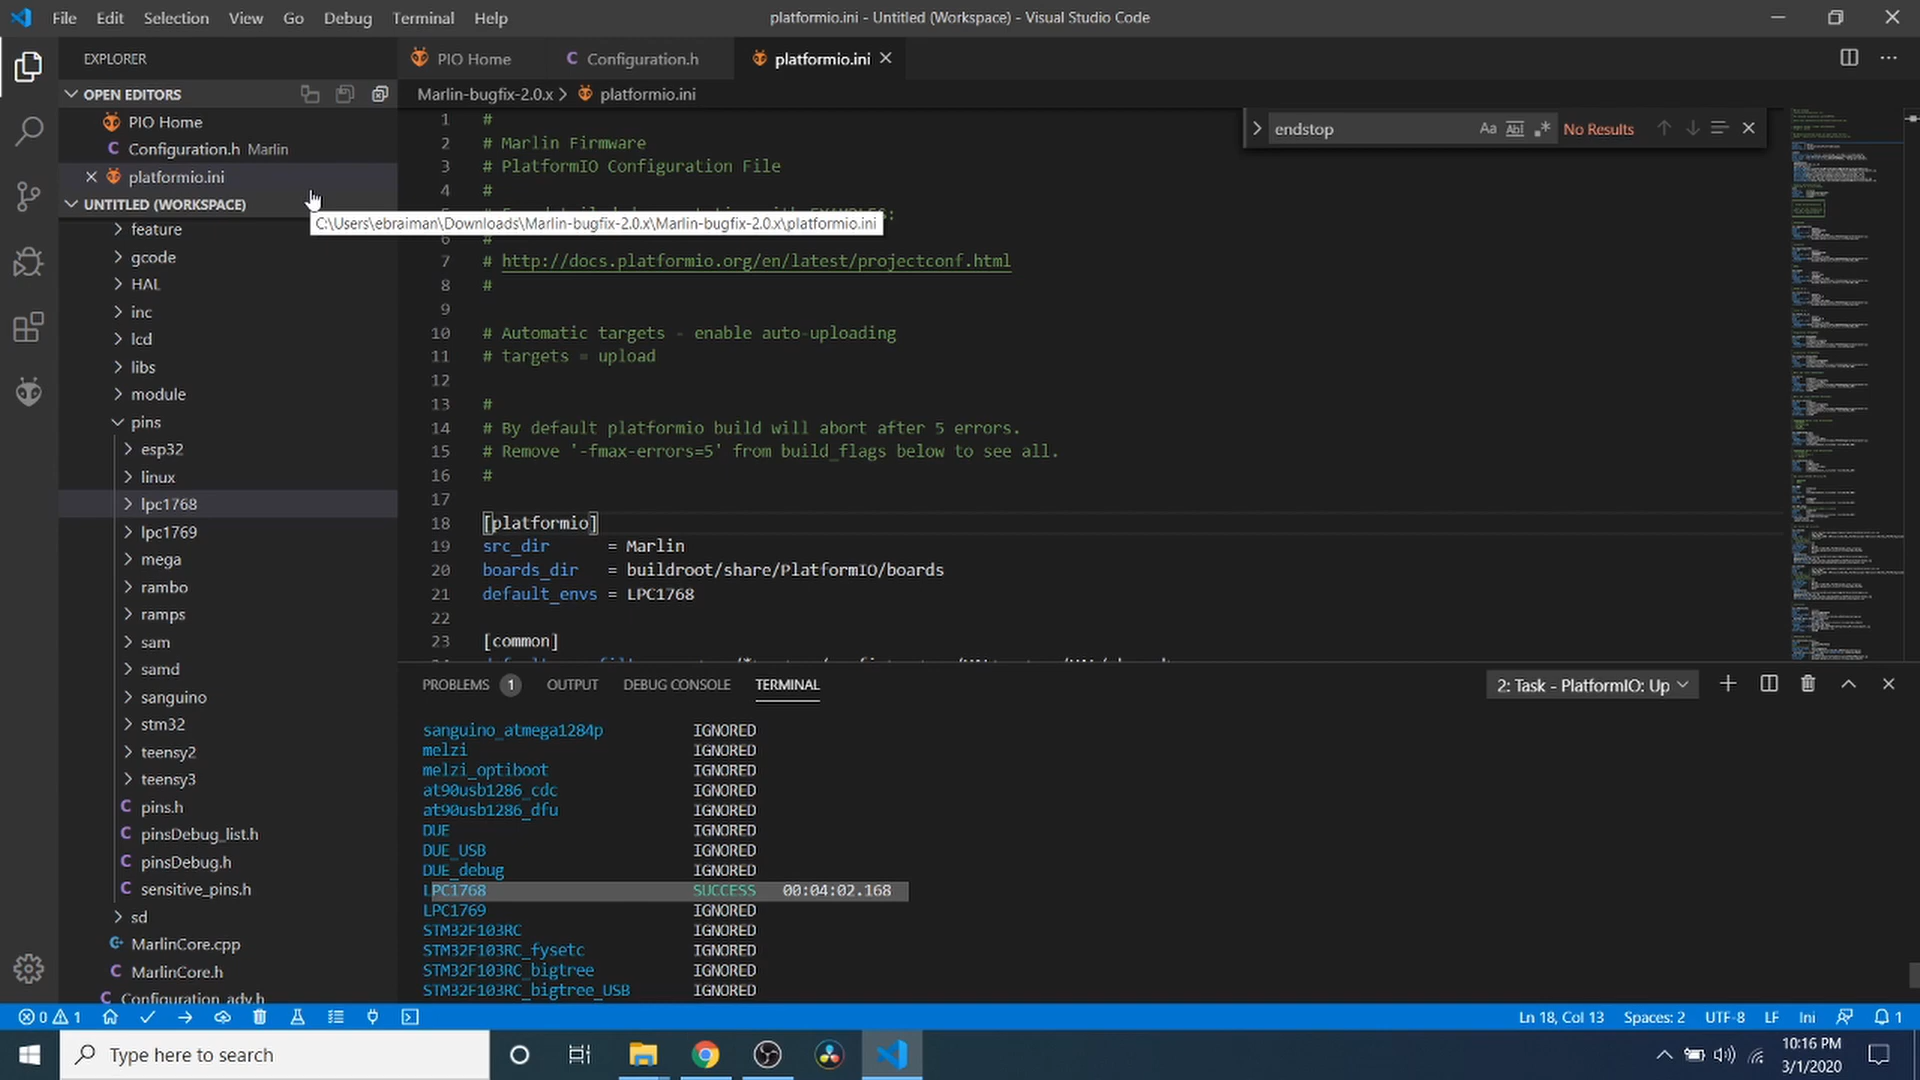 File Edit Selection View Go Debug Terminal Help
platformio.ini - Untitled (Workspace) - Visual Studio Code
EXPLORER
OPEN EDITORS
PIO Home
Configuration.h Marlin
platformio.ini
UNTITLED (WORKSPACE)
feature
gcode
HAL
inc
lcd
libs
module
pins
esp32
linux
lpc1768
lpc1769
mega
rambo
ramps
sam
samd
sanguino
stm32
teensy2
teensy3
C pins.h
C pinsDebug_list.h
C pinsDebug.h
C sensitive_pins.h
sd
MarlinCore.cpp
C MarlinCore.h
C Configuration_adv.h
PIO Home
C Configuration.h
platformio.ini
Marlin-bugfix-2.0.x > platformio.ini
endstop Aa Abl .* No Results
C:\Users\ebraiman\Downloads\Marlin-bugfix-2.0.x\Marlin-bugfix-2.0.x\platformio.ini
1 #
2 # Marlin Firmware
3 # PlatformIO Configuration File
4 #
6 #
7 # http://docs.platformio.org/en/latest/projectconf.html
8 #
9
10 # Automatic targets - enable auto-uploading
11 # targets = upload
12
13 #
14 # By default platformio build will abort after 5 errors.
15 # Remove '-fmax-errors=5' from build_flags below to see all.
16 #
17
18 [platformio]
19 src_dir = Marlin
20 boards_dir = buildroot/share/PlatformIO/boards
21 default_envs = LPC1768
22
23 [common]
PROBLEMS 1 OUTPUT DEBUG CONSOLE TERMINAL
2: Task - PlatformIO: Up
sanguino_atmega1284p IGNORED
melzi IGNORED
melzi_optiboot IGNORED
at90usb1286_cdc IGNORED
at90usb1286_dfu IGNORED
DUE IGNORED
DUE_USB IGNORED
DUE_debug IGNORED
LPC1768 SUCCESS 00:04:02.168
LPC1769 IGNORED
STM32F103RC IGNORED
STM32F103RC_fysetc IGNORED
STM32F103RC_bigtree IGNORED
STM32F103RC_bigtree_USB IGNORED
0 1
Ln 18, Col 13 Spaces: 2 UTF-8 LF Ini 1
Type here to search
10:16 PM
3/1/2020